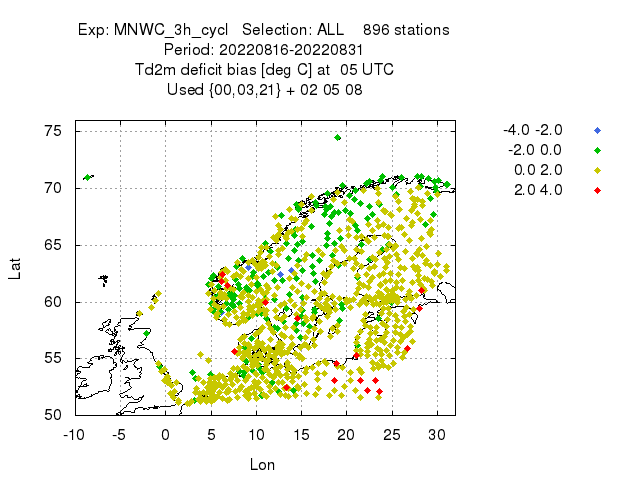 Exp: MNWC_3h_cycl   Selection: ALL    896 stations
Period: 20220816-20220831
Td2m deficit bias [deg C] at  05 UTC
Used {00,03,21} + 02 05 08
-4.0 -2.0
-2.0 0.0
0.0 2.0
2.0 4.0
75
70
65
60
55
50
Lat
-10 -5 0 5 10 15 20 25 30
Lon